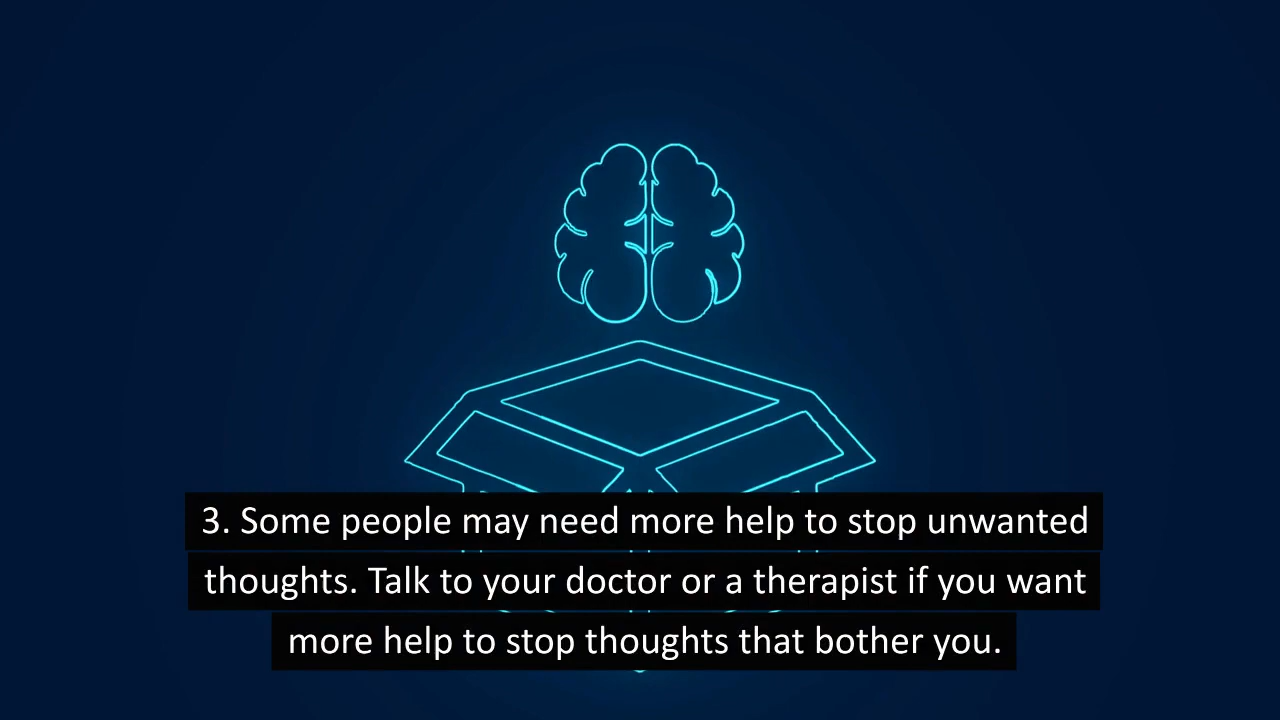 3. Some people may need more help to stop unwanted
thoughts. Talk to your doctor or a therapist if you want
more help to stop thoughts that bother you.